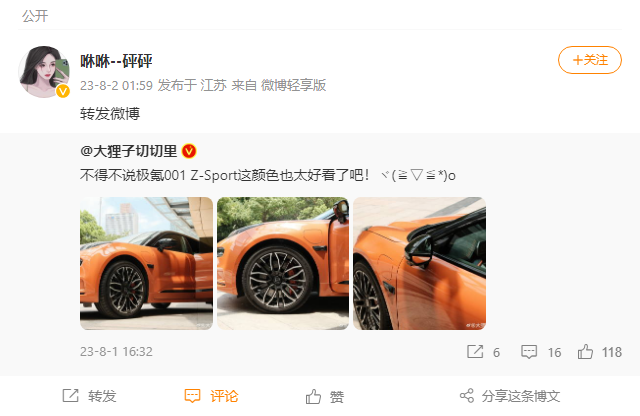 公开
咻咻--砰砰
+关注
23-8-2 01:59 发布于 江苏 来自 微博轻享版
转发微博
@大狸子切切里
不得不说极氪001 Z-Sport这颜色也太好看了吧！ヾ(≧▽≦*)o
23-8-1 16:32
6
16
118
转发
评论
赞
分享这条博文